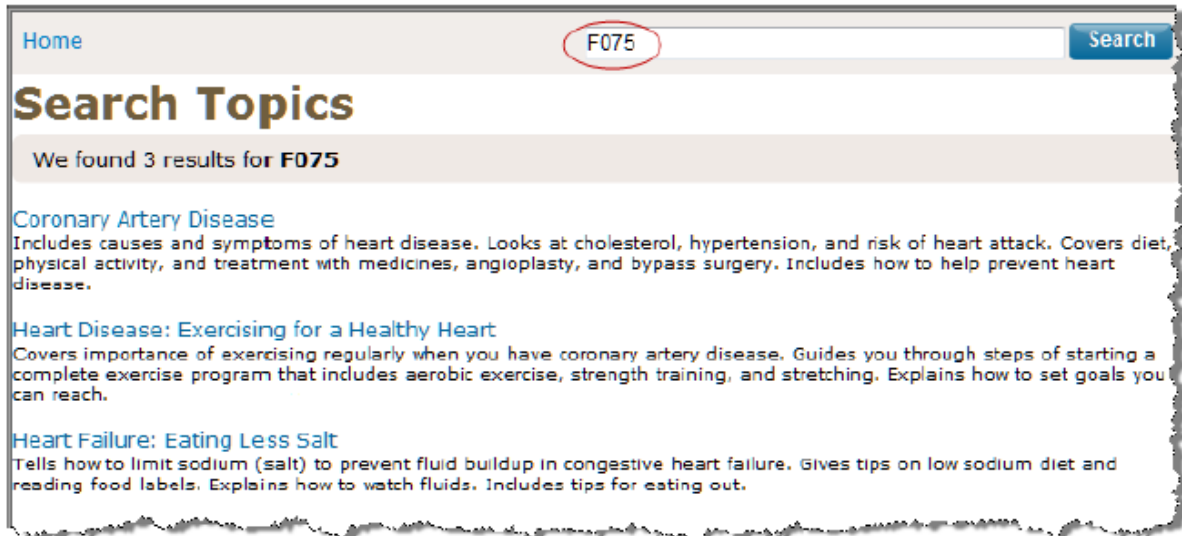 Home F075 Search
Search Topics
We found 3 results for F075
Coronary Artery Disease
Includes causes and symptoms of heart disease. Looks at cholesterol, hypertension, and risk of heart attack. Covers diet,
physical activity, and treatment with medicines, angioplasty, and bypass surgery. Includes how to help prevent heart
disease.
Heart Disease: Exercising for a Healthy Heart
Covers importance of exercising regularly when you have coronary artery disease. Guides you through steps of starting a
complete exercise program that includes aerobic exercise, strength training, and stretching. Explains how to set goals you
can reach.
Heart Failure: Eating Less Salt
Tells how to limit sodium (salt) to prevent fluid buildup in congestive heart failure. Gives tips on low sodium diet and
reading food labels. Explains how to watch fluids. Includes tips for eating out.